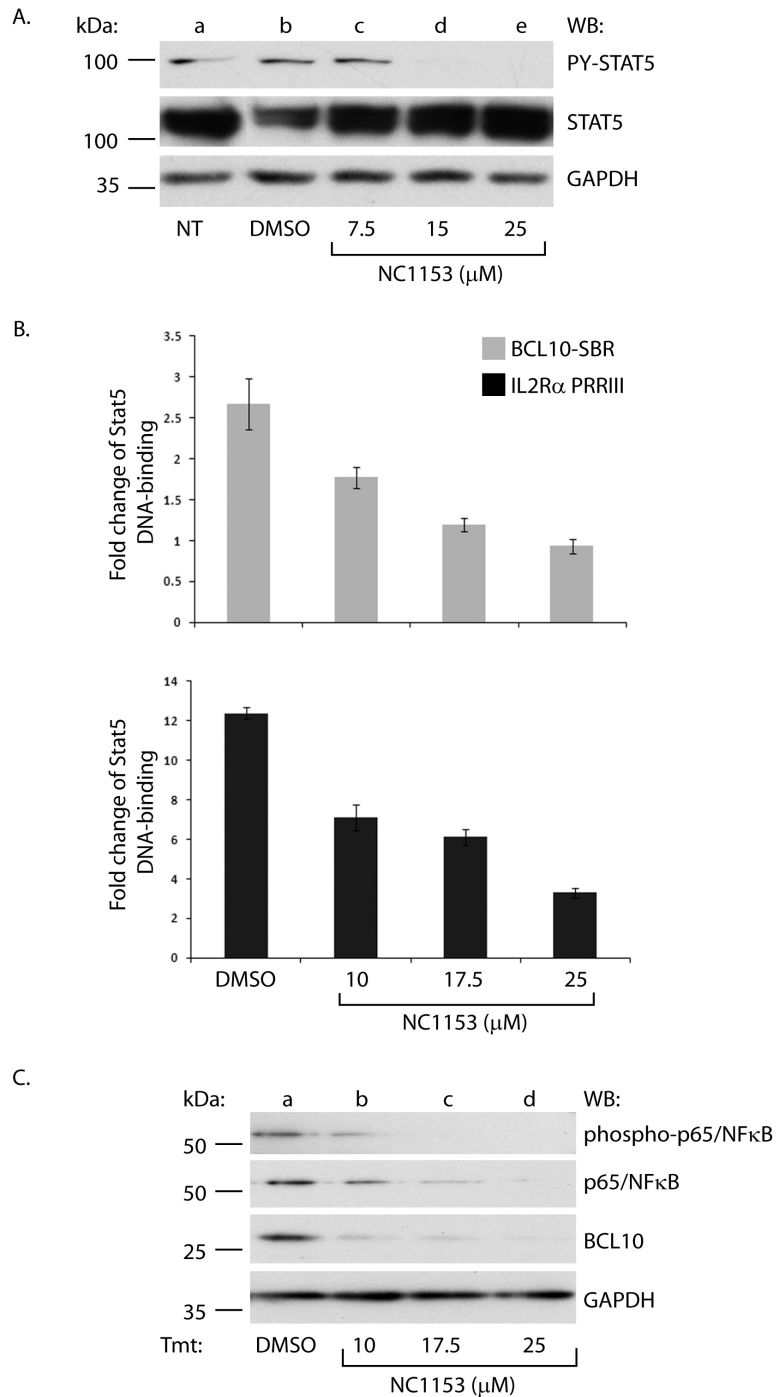 A.
kDa: a b c d e WB:
100 PY-STAT5
100 STAT5
35 GAPDH
NT DMSO 7.5 15 25
NC1153 (μM)
B.
BCL10-SBR
IL2Rα PRRIII
Fold change of Stat5
DNA-binding
3.5
3
2.5
2
1.5
1
0.5
0
Fold change of Stat5
DNA-binding
14
12
10
8
6
4
2
0
DMSO 10 17.5 25
NC1153 (μM)
C.
kDa: a b c d WB:
50 phospho-p65/NFκB
50 p65/NFκB
25 BCL10
35 GAPDH
Tmt: DMSO 10 17.5 25
NC1153 (μM)